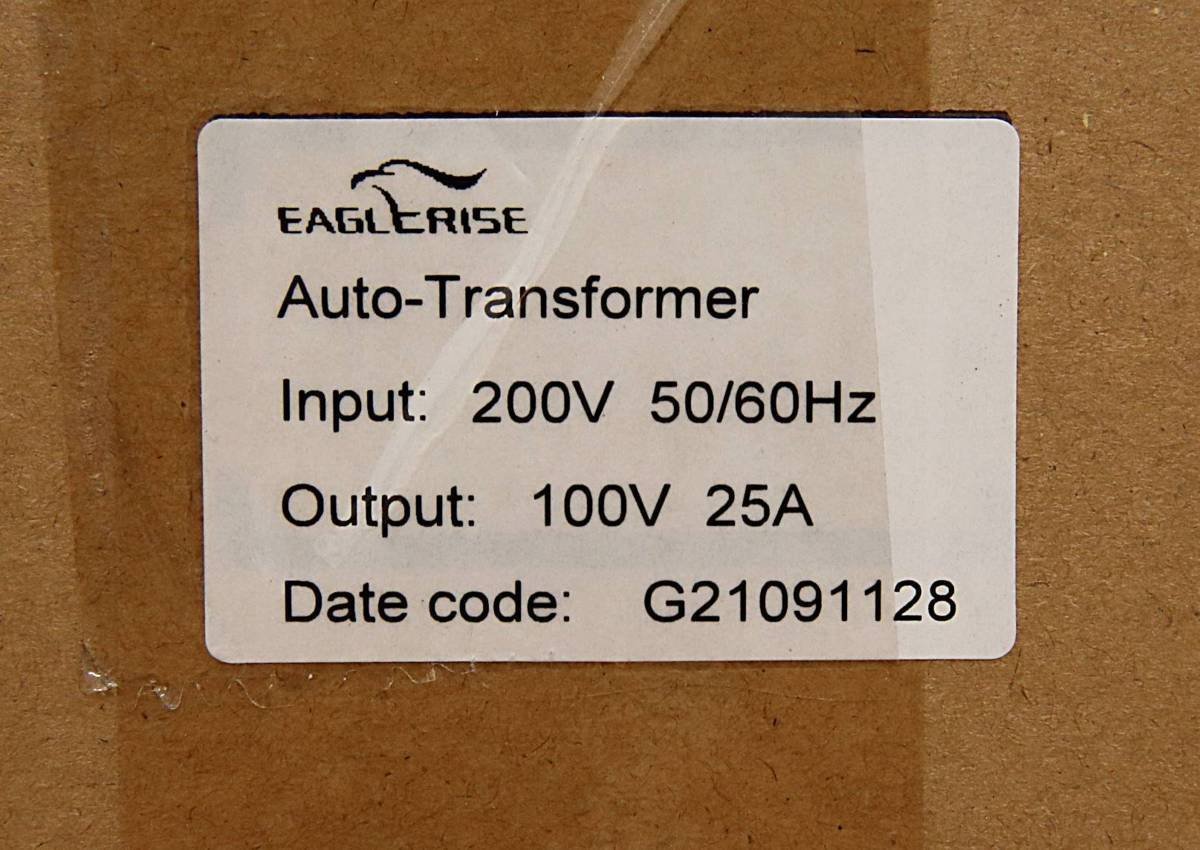 EAGLERISE
Auto-Transformer
Input: 200V 50/60Hz
Output: 100V 25A
Date code: G21091128